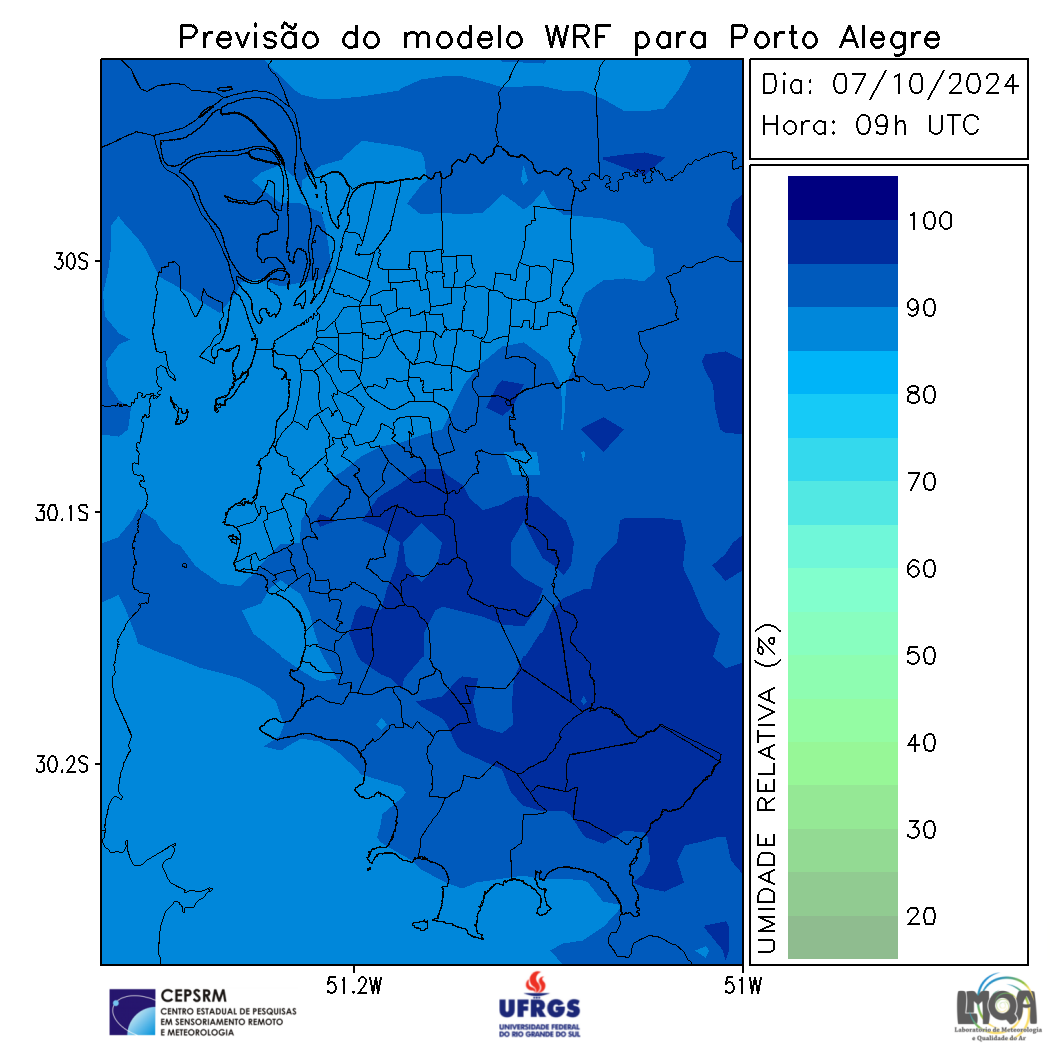 Previsão do modelo WRF para Porto Alegre
Dia: 07/10/2024
Hora: 09h UTC
30S
30.1S
30.2S
51.2W
51W
UMIDADE RELATIVA (%)
100
90
80
70
60
50
40
30
20
CEPSRM
CENTRO ESTADUAL DE PESQUISAS
EM SENSORIAMENTO REMOTO
E METEOROLOGIA
UFRGS
UNIVERSIDADE FEDERAL
DO RIO GRANDE DO SUL
LMQA
Laboratório de Meteorologia
e Qualidade do Ar